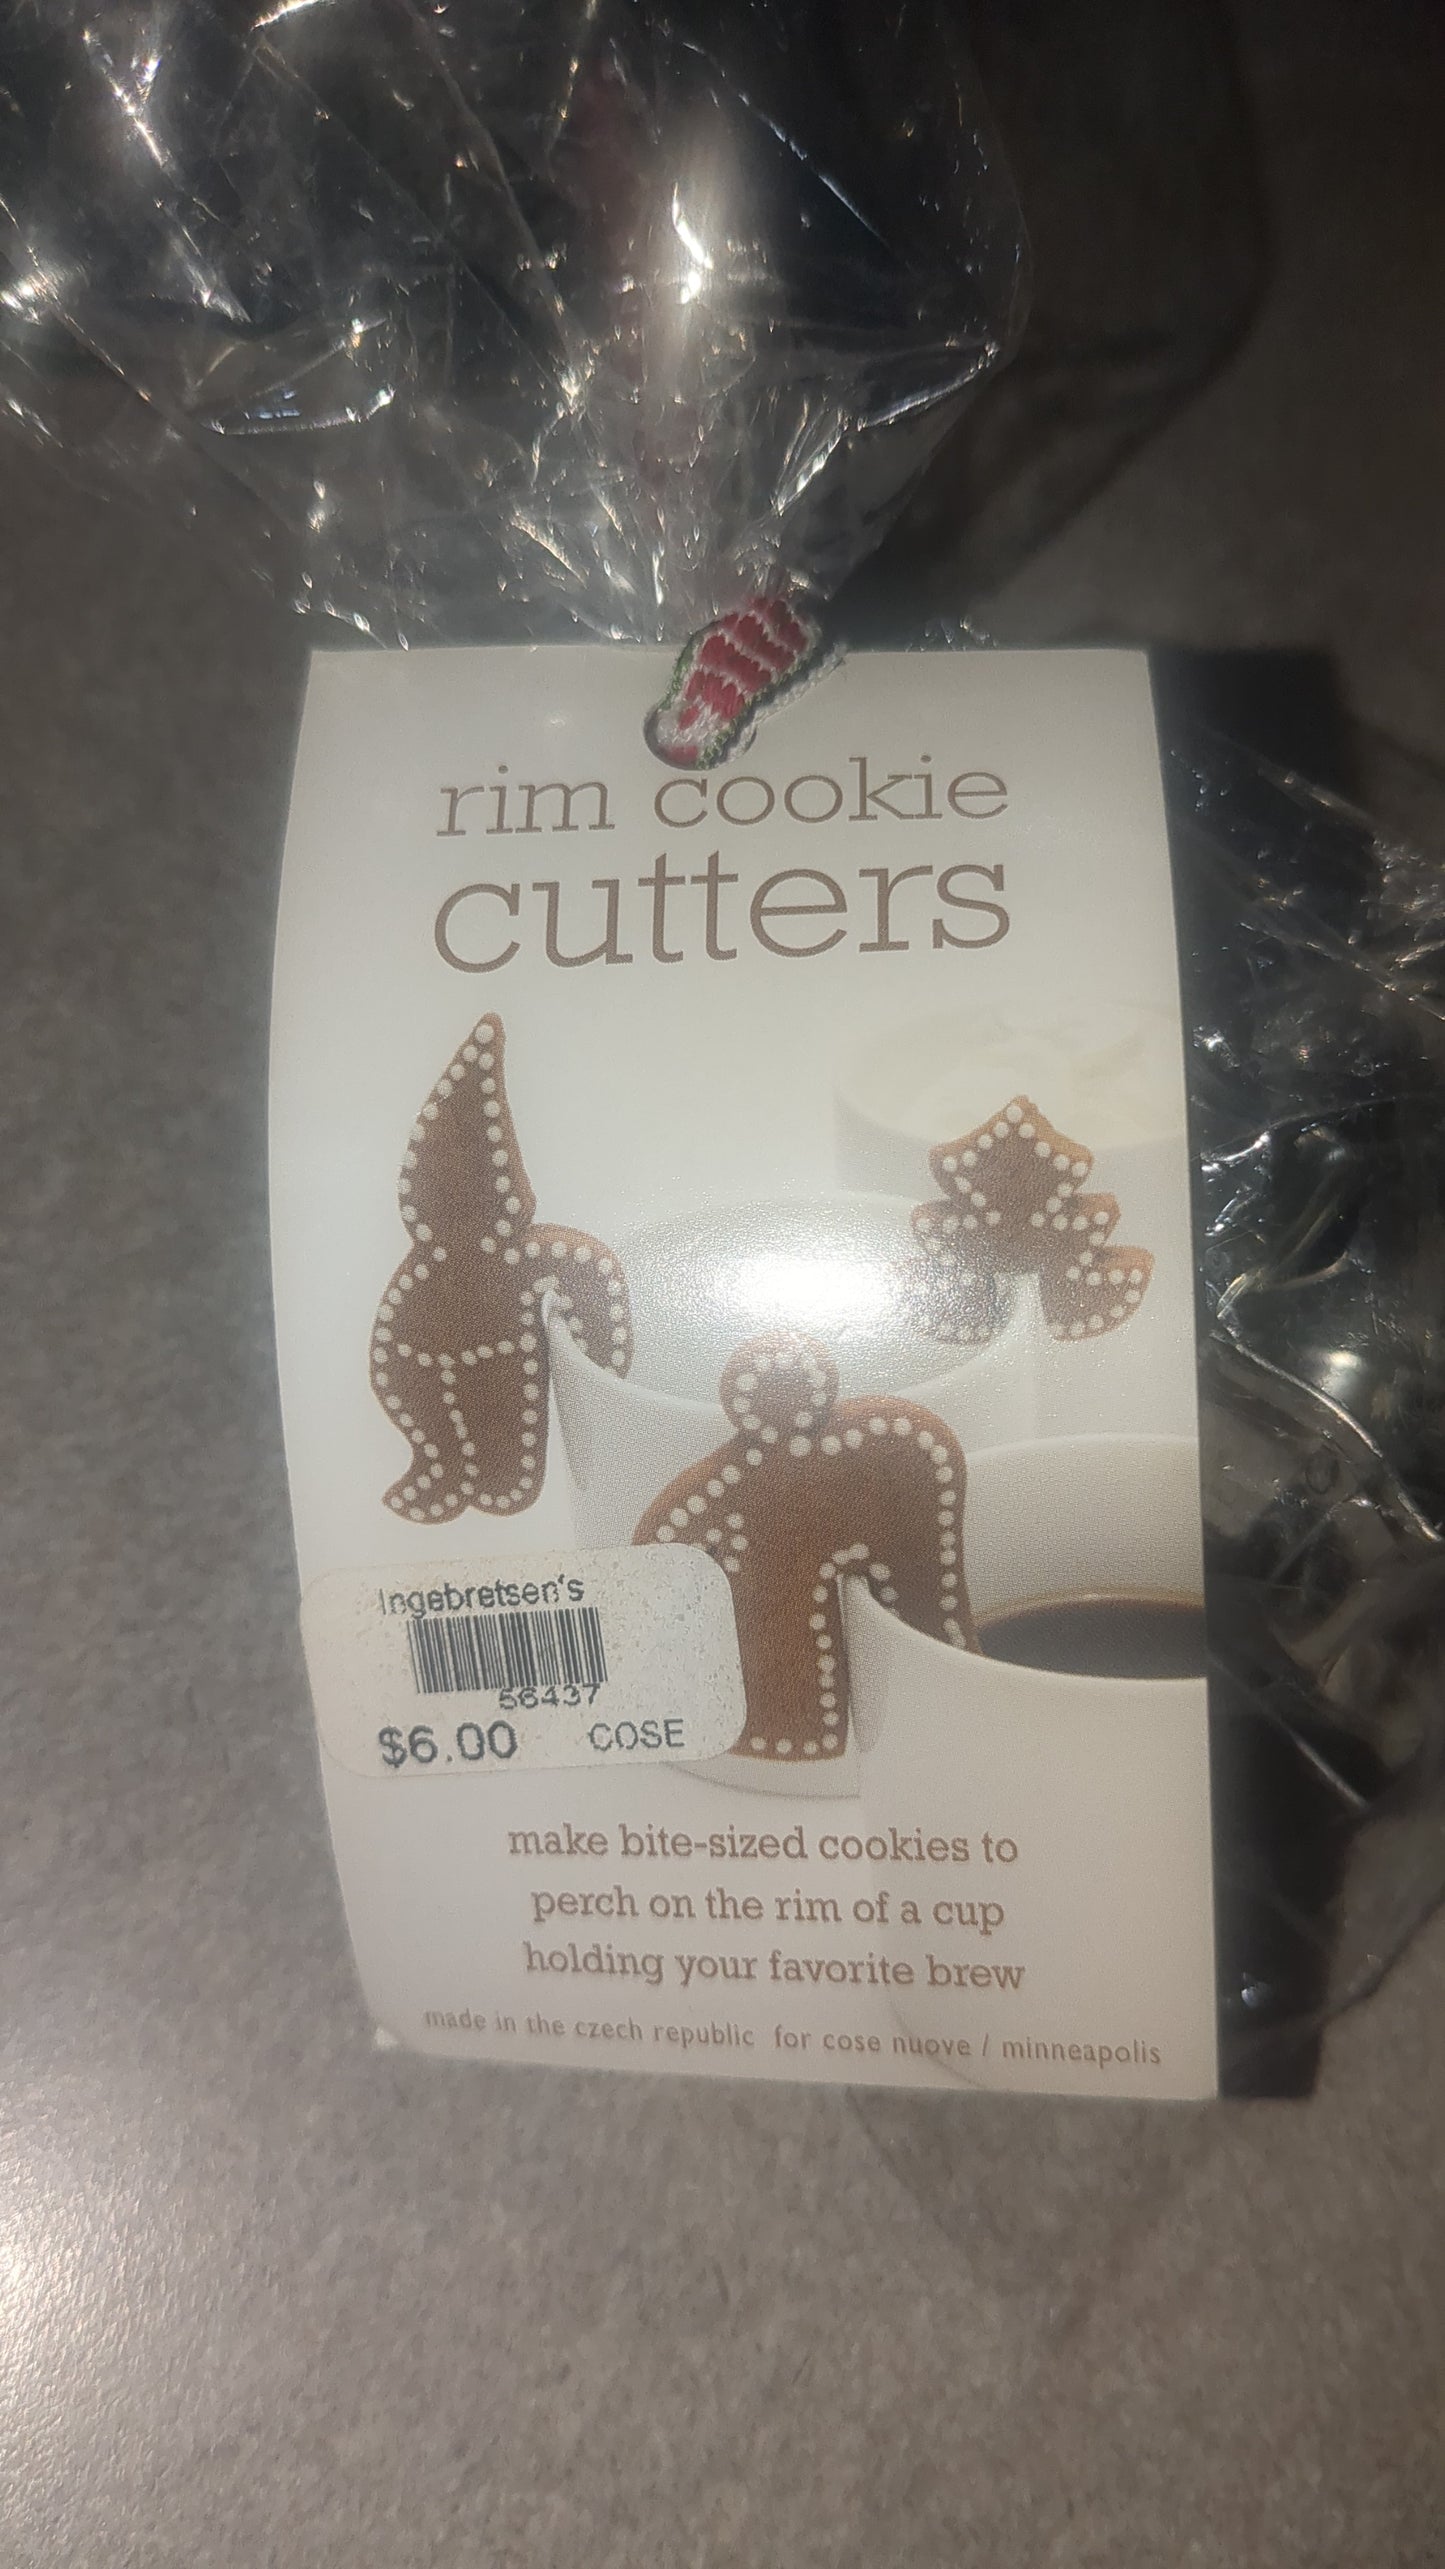 rim cookie
cutters
Ingebretsen's
56437
$6.00 COSE
make bite-sized cookies to
perch on the rim of a cup
holding your favorite brew
made in the czech republic for cose nuove / minneapolis